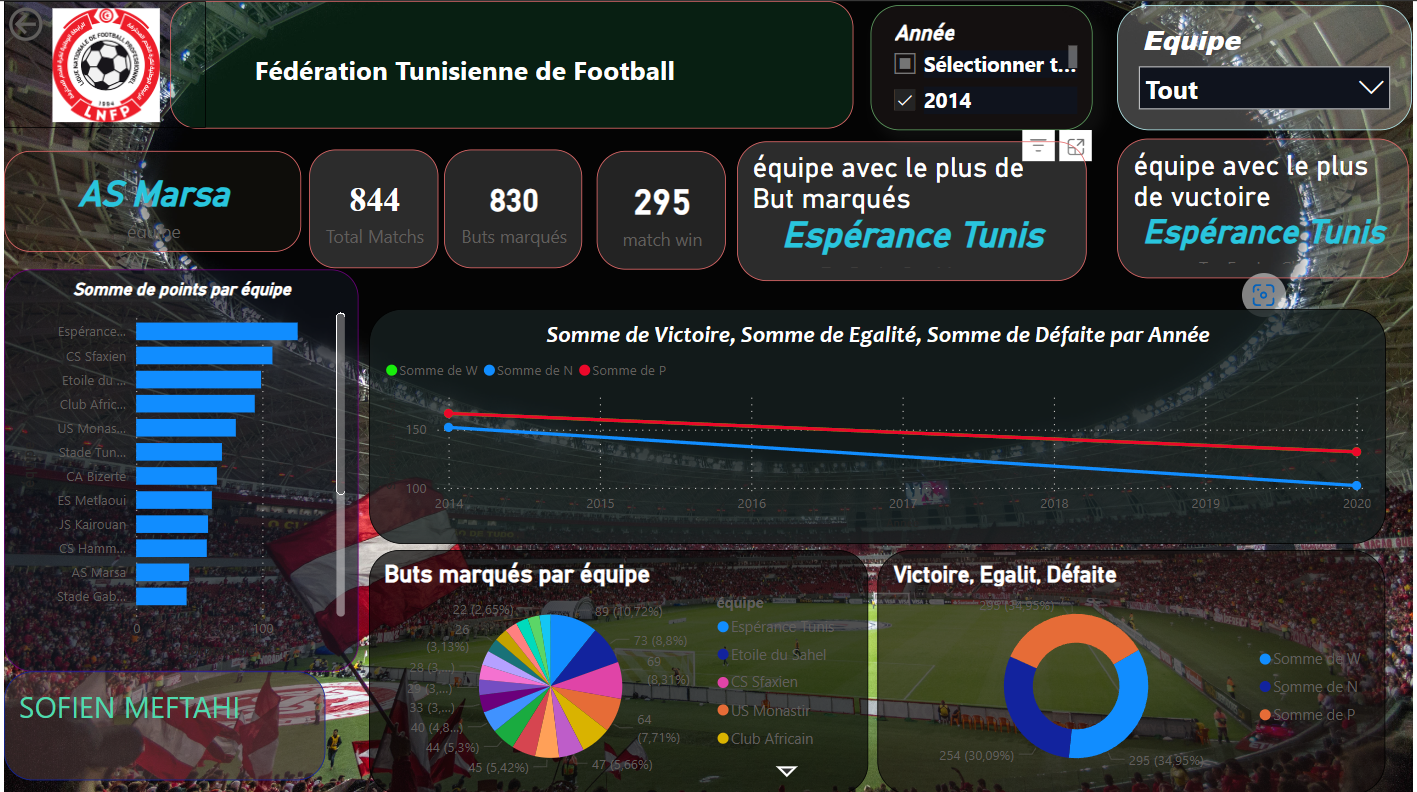 LIGUE NATIONALE DE FOOTBALL PROFESSIONNEL
1994
LNFP
Fédération Tunisienne de Football
Année
Sélectionner t...
2014
Equipe
Tout
AS Marsa
équipe
844
Total Matchs
830
Buts marqués
295
match win
équipe avec le plus de
But marqués
Espérance Tunis
équipe avec le plus
de vuctoire
Espérance Tunis
Somme de points par équipe
Espérance...
CS Sfaxien
Etoile du ...
Club Afric...
US Monas...
Stade Tun...
CA Bizerte
ES Metlaoui
JS Kairouan
CS Hamm...
AS Marsa
Stade Gab...
0 100
Somme de Victoire, Somme de Egalité, Somme de Défaite par Année
Somme de W Somme de N Somme de P
150
100
2014 2015 2016 2017 2018 2019 2020
Buts marqués par équipe
22 (2,65%)
26
(3,13%)
28 (3,...)
29 (3,...)
33 (3,...)
40 (4,8...)
44 (5,3%)
45 (5,42%)
47 (5,66%)
64
(7,71%)
69
(8,31%)
73 (8,8%)
89 (10,72%)
équipe
Espérance Tunis
Etoile du Sahel
CS Sfaxien
US Monastir
Club Africain
Victoire, Egalit, Défaite
295 (34,95%)
254 (30,09%)
295 (34,95%)
Somme de W
Somme de N
Somme de P
SOFIEN MEFTAHI